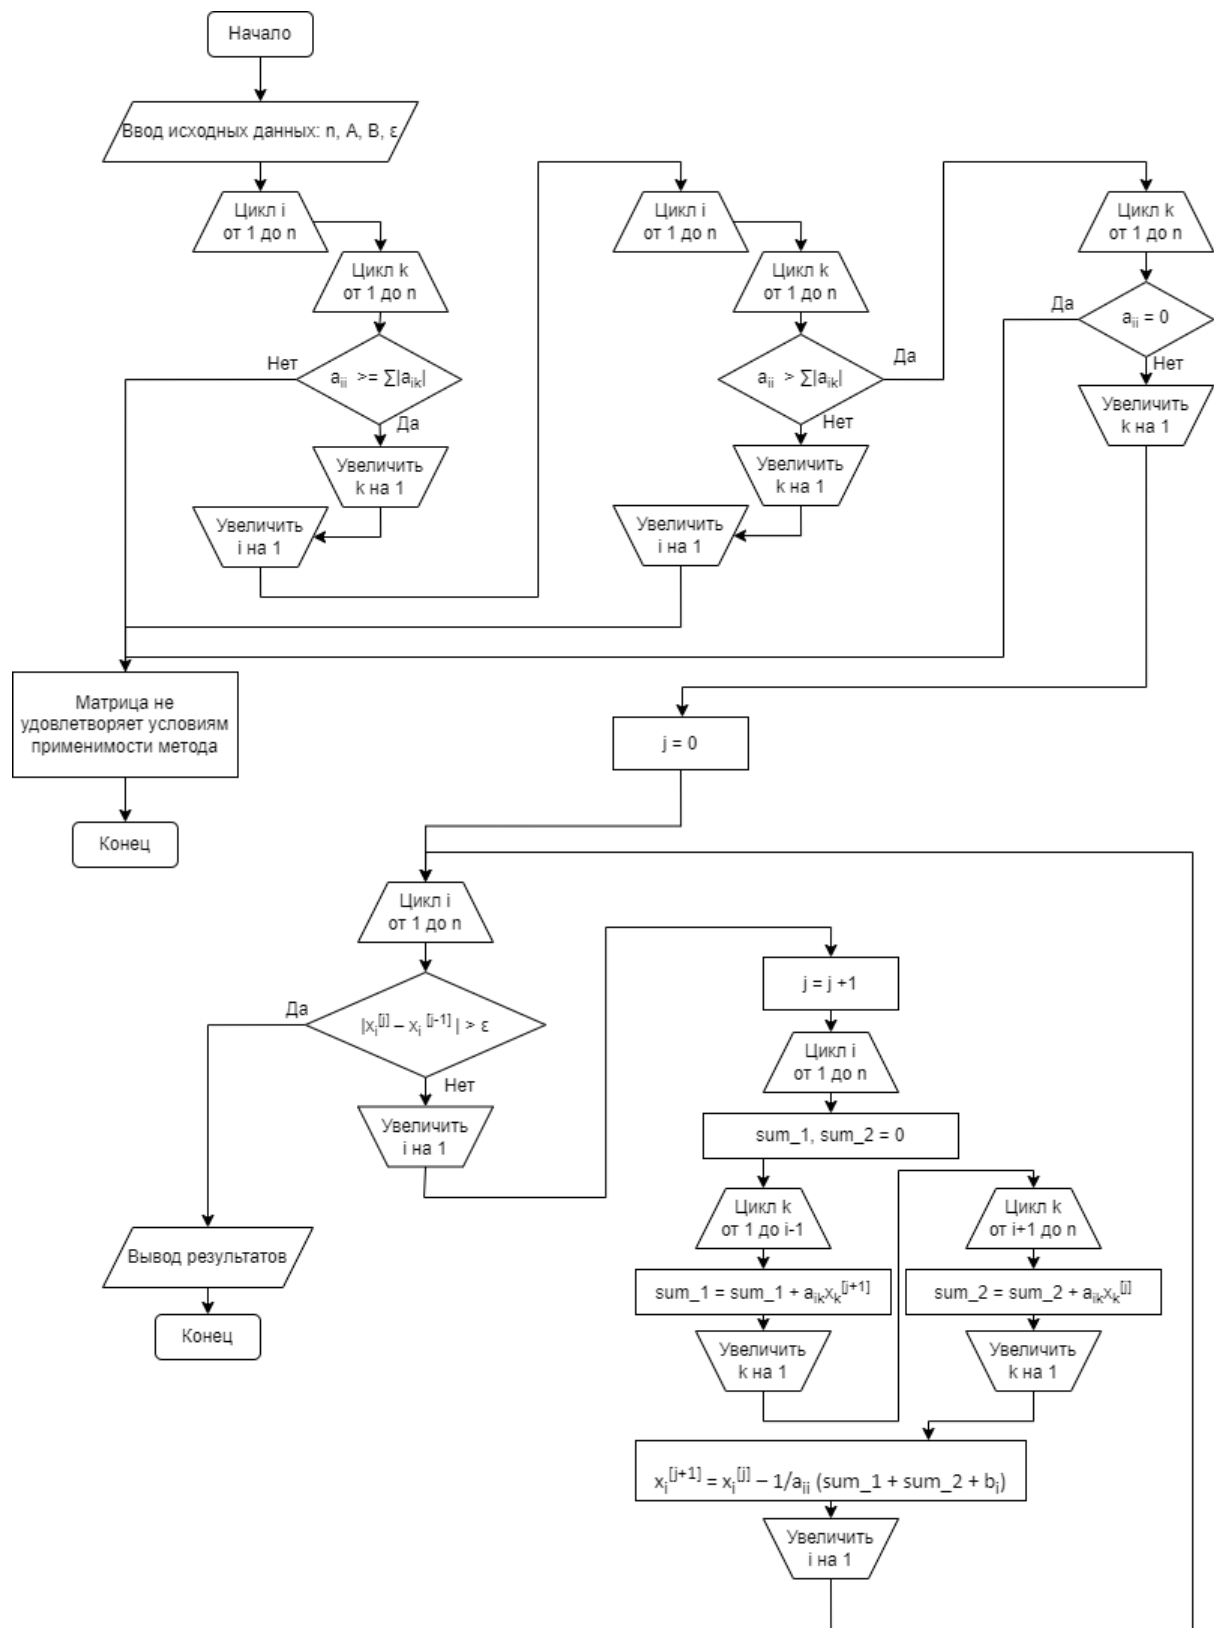 Начало
Ввод исходных данных: n, A, B, ε
Цикл i
от 1 до n
Цикл k
от 1 до n
Нет
a_ii >= ∑|a_ik|
Да
Увеличить
k на 1
Увеличить
i на 1
Цикл i
от 1 до n
Цикл k
от 1 до n
Да
a_ii > ∑|a_ik|
Нет
Увеличить
k на 1
Увеличить
i на 1
Цикл k
от 1 до n
Да
a_ii = 0
Нет
Увеличить
k на 1
Матрица не
удовлетворяет условиям
применимости метода
Конец
j = 0
Цикл i
от 1 до n
Да
|x_i^[j] – x_i^[j-1] | > ε
Нет
Увеличить
i на 1
Вывод результатов
Конец
j = j +1
Цикл i
от 1 до n
sum_1, sum_2 = 0
Цикл k
от 1 до i-1
sum_1 = sum_1 + a_ik x_k^[j+1]
Увеличить
k на 1
Цикл k
от i+1 до n
sum_2 = sum_2 + a_ik x_k^[j]
Увеличить
k на 1
x_i^[j+1] = x_i^[j] – 1/a_ii (sum_1 + sum_2 + b_i)
Увеличить
i на 1